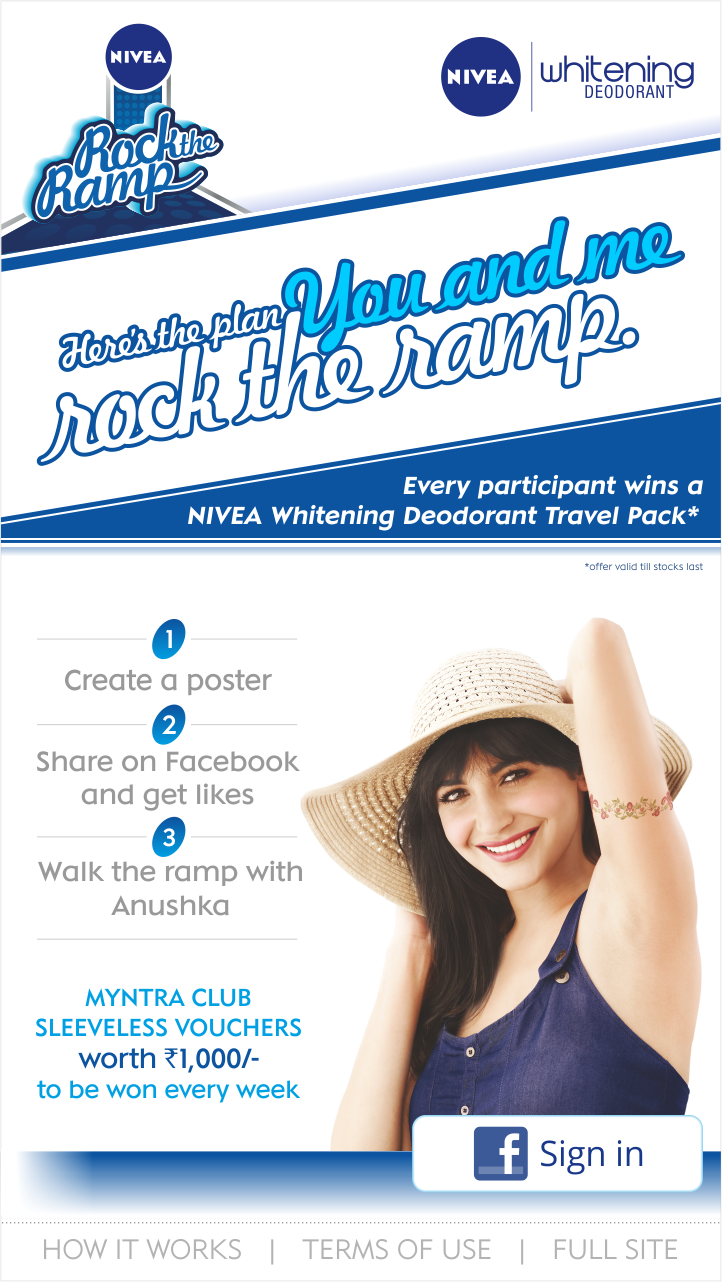 NIVEA
Rock the
Ramp
NIVEA
whitening
DEODORANT
Here's the plan You and me
rock the ramp.
Every participant wins a
NIVEA Whitening Deodorant Travel Pack*
*offer valid till stocks last
1
Create a poster
2
Share on Facebook
and get likes
3
Walk the ramp with
Anushka
MYNTRA CLUB
SLEEVELESS VOUCHERS
worth ₹1,000/-
to be won every week
f Sign in
HOW IT WORKS | TERMS OF USE | FULL SITE